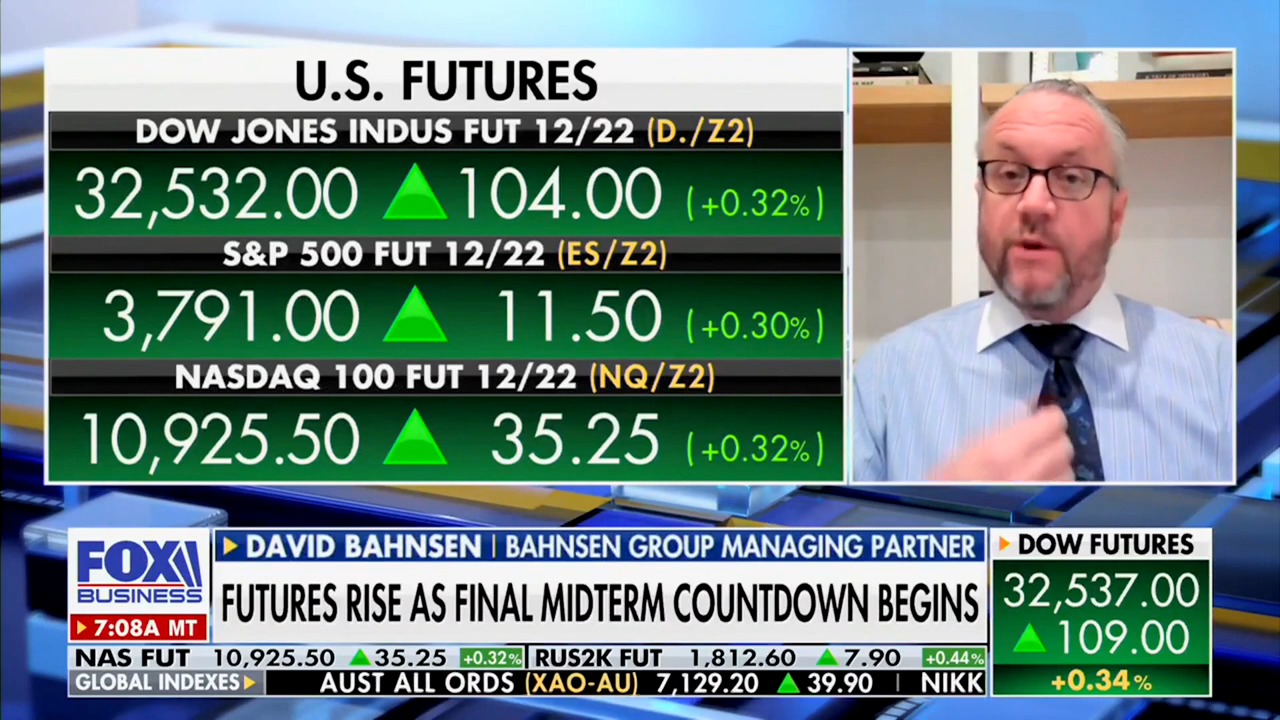 U.S. FUTURES
DOW JONES INDUS FUT 12/22 (D./Z2)
32,532.00 ▲ 104.00 (+0.32%)
S&P 500 FUT 12/22 (ES/Z2)
3,791.00 ▲ 11.50 (+0.30%)
NASDAQ 100 FUT 12/22 (NQ/Z2)
10,925.50 ▲ 35.25 (+0.32%)
FOX
BUSINESS
7:08A MT
DAVID BAHNSEN | BAHNSEN GROUP MANAGING PARTNER
FUTURES RISE AS FINAL MIDTERM COUNTDOWN BEGINS
DOW FUTURES
32,537.00
▲ 109.00
+0.34%
NAS FUT 10,925.50 ▲ 35.25 +0.32% RUS2K FUT 1,812.60 ▲ 7.90 +0.44%
GLOBAL INDEXES AUST ALL ORDS (XAO-AU) 7,129.20 ▲ 39.90 | NIKK